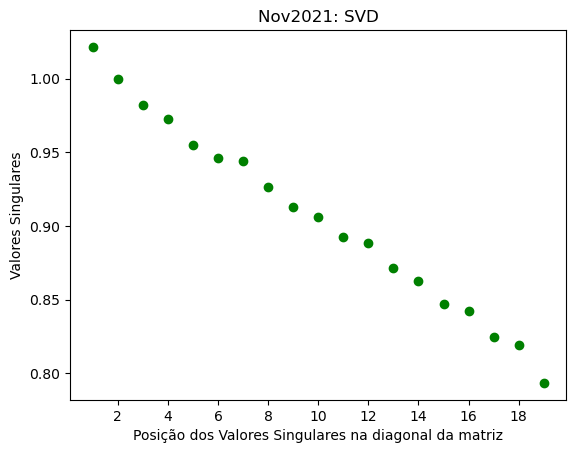 Nov2021: SVD
Valores Singulares
1.00
0.95
0.90
0.85
0.80
2 4 6 8 10 12 14 16 18
Posição dos Valores Singulares na diagonal da matriz